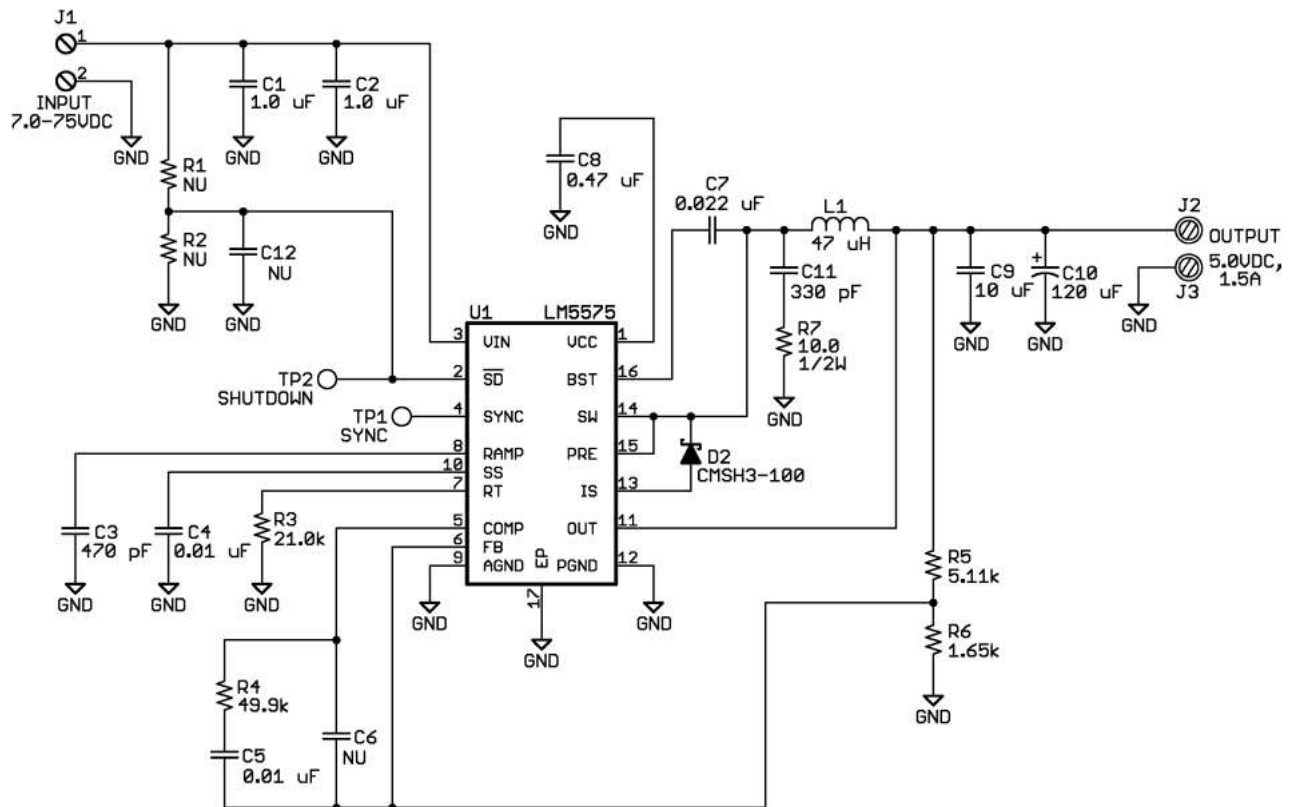 J1
1
2
INPUT
7.0-75VDC
GND
R1
NU
C1
1.0 uF
GND
C2
1.0 uF
GND
R2
NU
GND
C12
NU
GND
C8
0.47 uF
GND
C7
0.022 uF
L1
47 uH
C11
330 pF
R7
10.0
1/2W
GND
C9
10 uF
GND
C10
+
120 uF
GND
J2
OUTPUT
5.0VDC,
1.5A
J3
GND
U1
LM5575
3 VIN
VCC 1
2 SD
BST 16
4 SYNC
SW 14
8 RAMP
PRE 15
10 SS
7 RT
IS 13
5 COMP
OUT 11
6 FB
9 AGND
EP
PGND 12
17
GND
GND
GND
TP2
SHUTDOWN
TP1
SYNC
D2
CMSH3-100
C3
470 pF
GND
C4
0.01 uF
GND
R3
21.0k
GND
R4
49.9k
C5
0.01 uF
C6
NU
R5
5.11k
R6
1.65k
GND